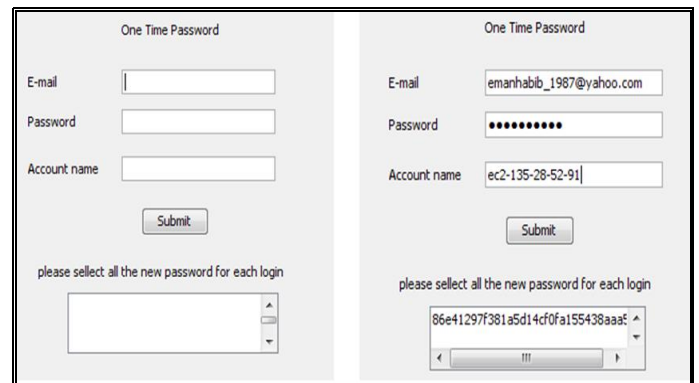 One Time Password
E-mail
Password
Account name
Submit
please sellect all the new password for each login
One Time Password
E-mail emanhabib_1987@yahoo.com
Password ●●●●●●●●●●
Account name ec2-135-28-52-91
Submit
please sellect all the new password for each login
86e41297f381a5d14cf0fa155438aaa5